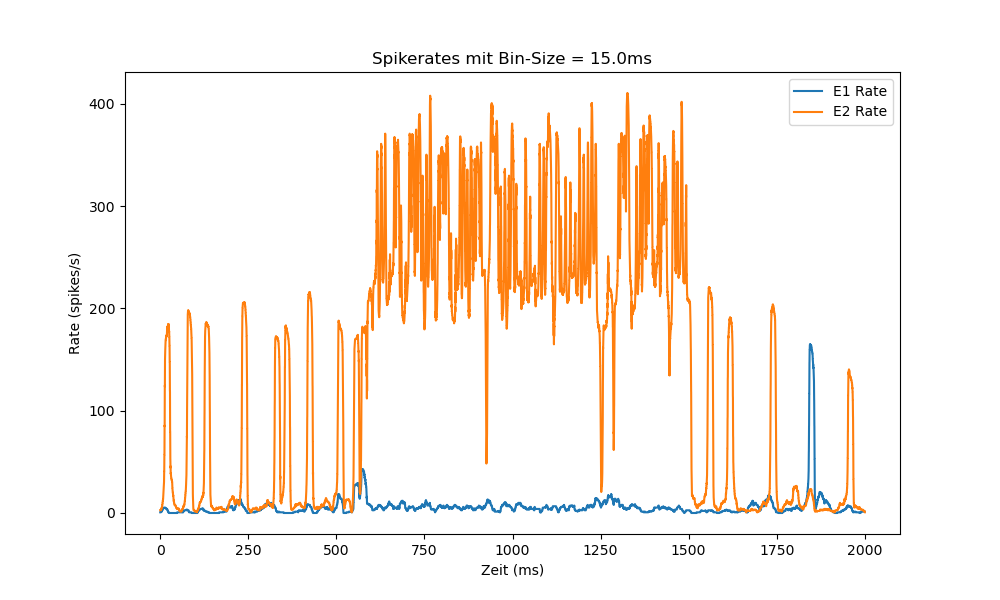 Spikerates mit Bin-Size = 15.0ms
E1 Rate
E2 Rate
Rate (spikes/s)
400
300
200
100
0
0 250 500 750 1000 1250 1500 1750 2000
Zeit (ms)